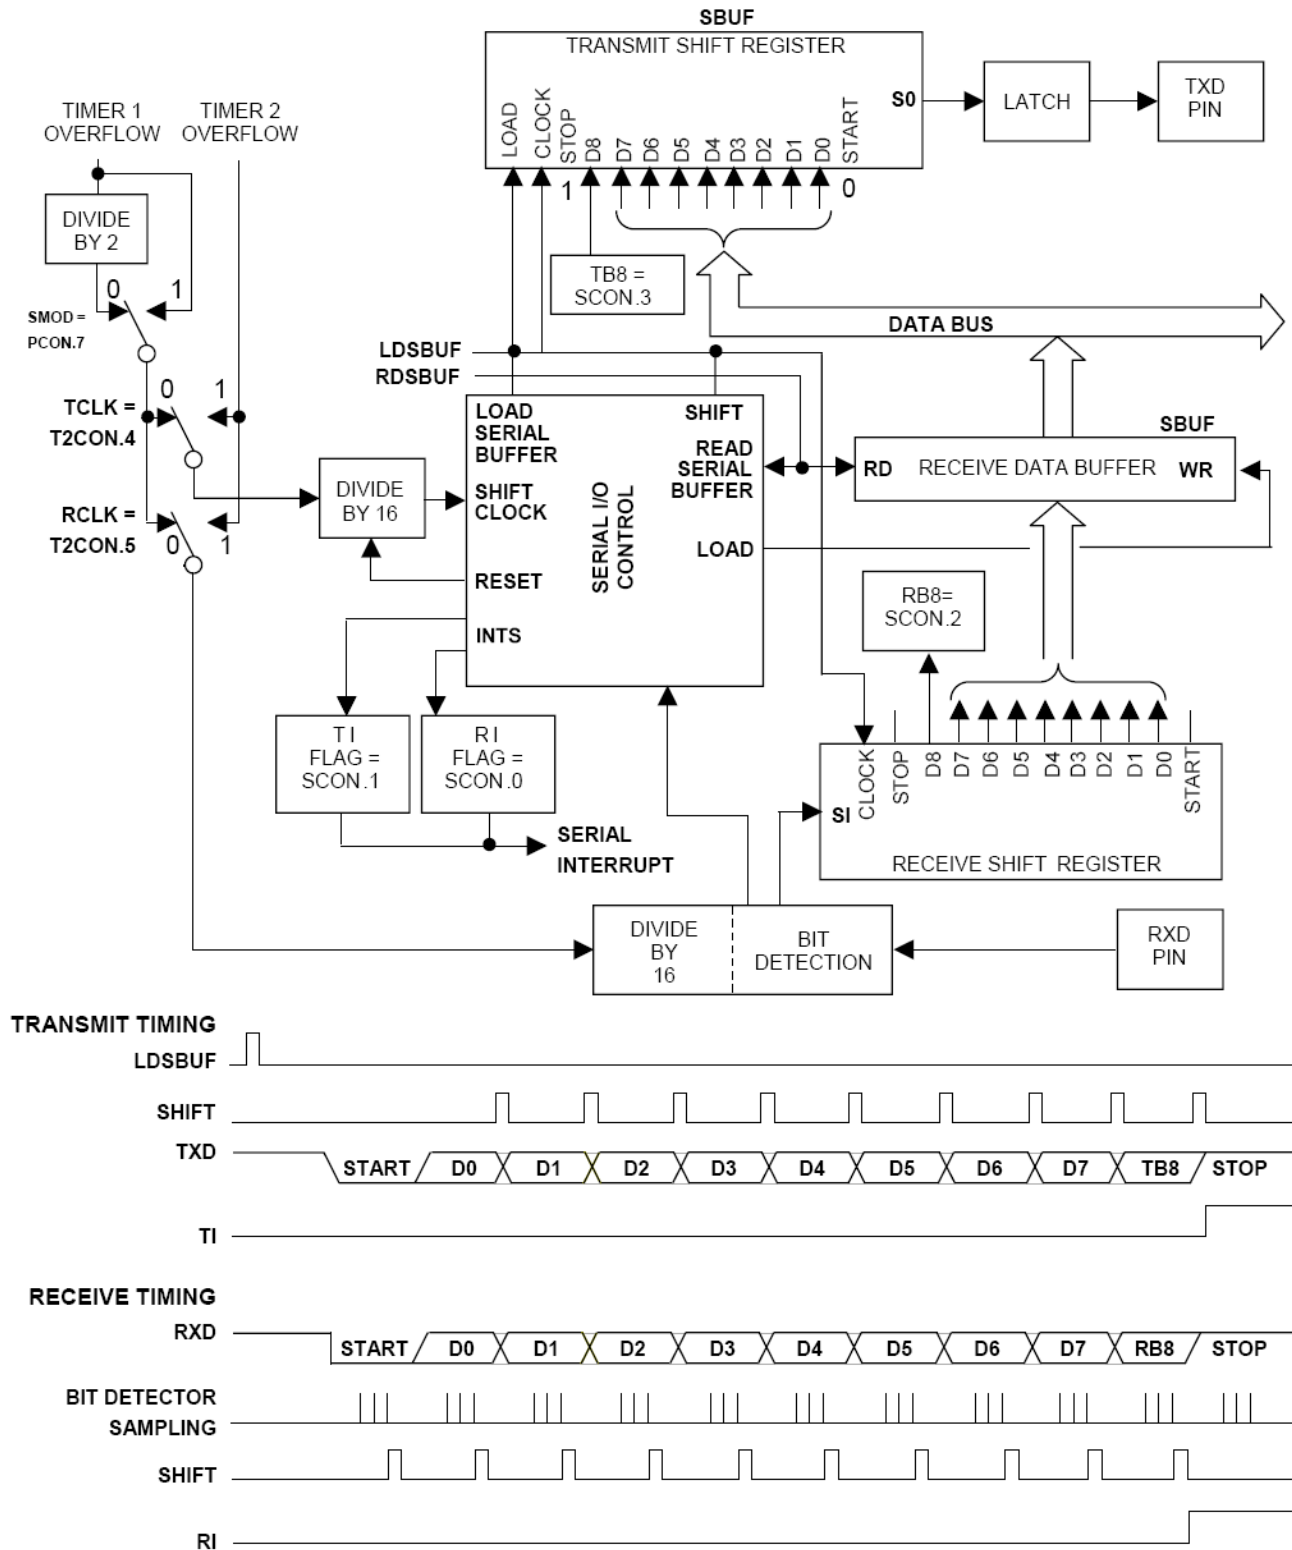 SBUF
TRANSMIT SHIFT REGISTER
LOAD
CLOCK
STOP
D8
D7
D6
D5
D4
D3
D2
D1
D0
START
S0
LATCH
TXD
PIN
1
0
TIMER 1
OVERFLOW
TIMER 2
OVERFLOW
DIVIDE
BY 2
0
1
SMOD =
PCON.7
TB8 =
SCON.3
DATA BUS
LDSBUF
RDSBUF
0
1
TCLK =
T2CON.4
LOAD
SERIAL
BUFFER
SHIFT
READ
SERIAL
BUFFER
SBUF
RD
RECEIVE DATA BUFFER
WR
DIVIDE
BY 16
SHIFT
CLOCK
SERIAL I/O
CONTROL
RCLK =
T2CON.5
0
1
LOAD
RESET
INTS
RB8=
SCON.2
TI
FLAG =
SCON.1
RI
FLAG =
SCON.0
SERIAL
INTERRUPT
CLOCK
STOP
D8
D7
D6
D5
D4
D3
D2
D1
D0
START
SI
RECEIVE SHIFT REGISTER
DIVIDE
BY
16
BIT
DETECTION
RXD
PIN
TRANSMIT TIMING
LDSBUF
SHIFT
TXD
START D0 D1 D2 D3 D4 D5 D6 D7 TB8 STOP
TI
RECEIVE TIMING
RXD
START D0 D1 D2 D3 D4 D5 D6 D7 RB8 STOP
BIT DETECTOR
SAMPLING
SHIFT
RI